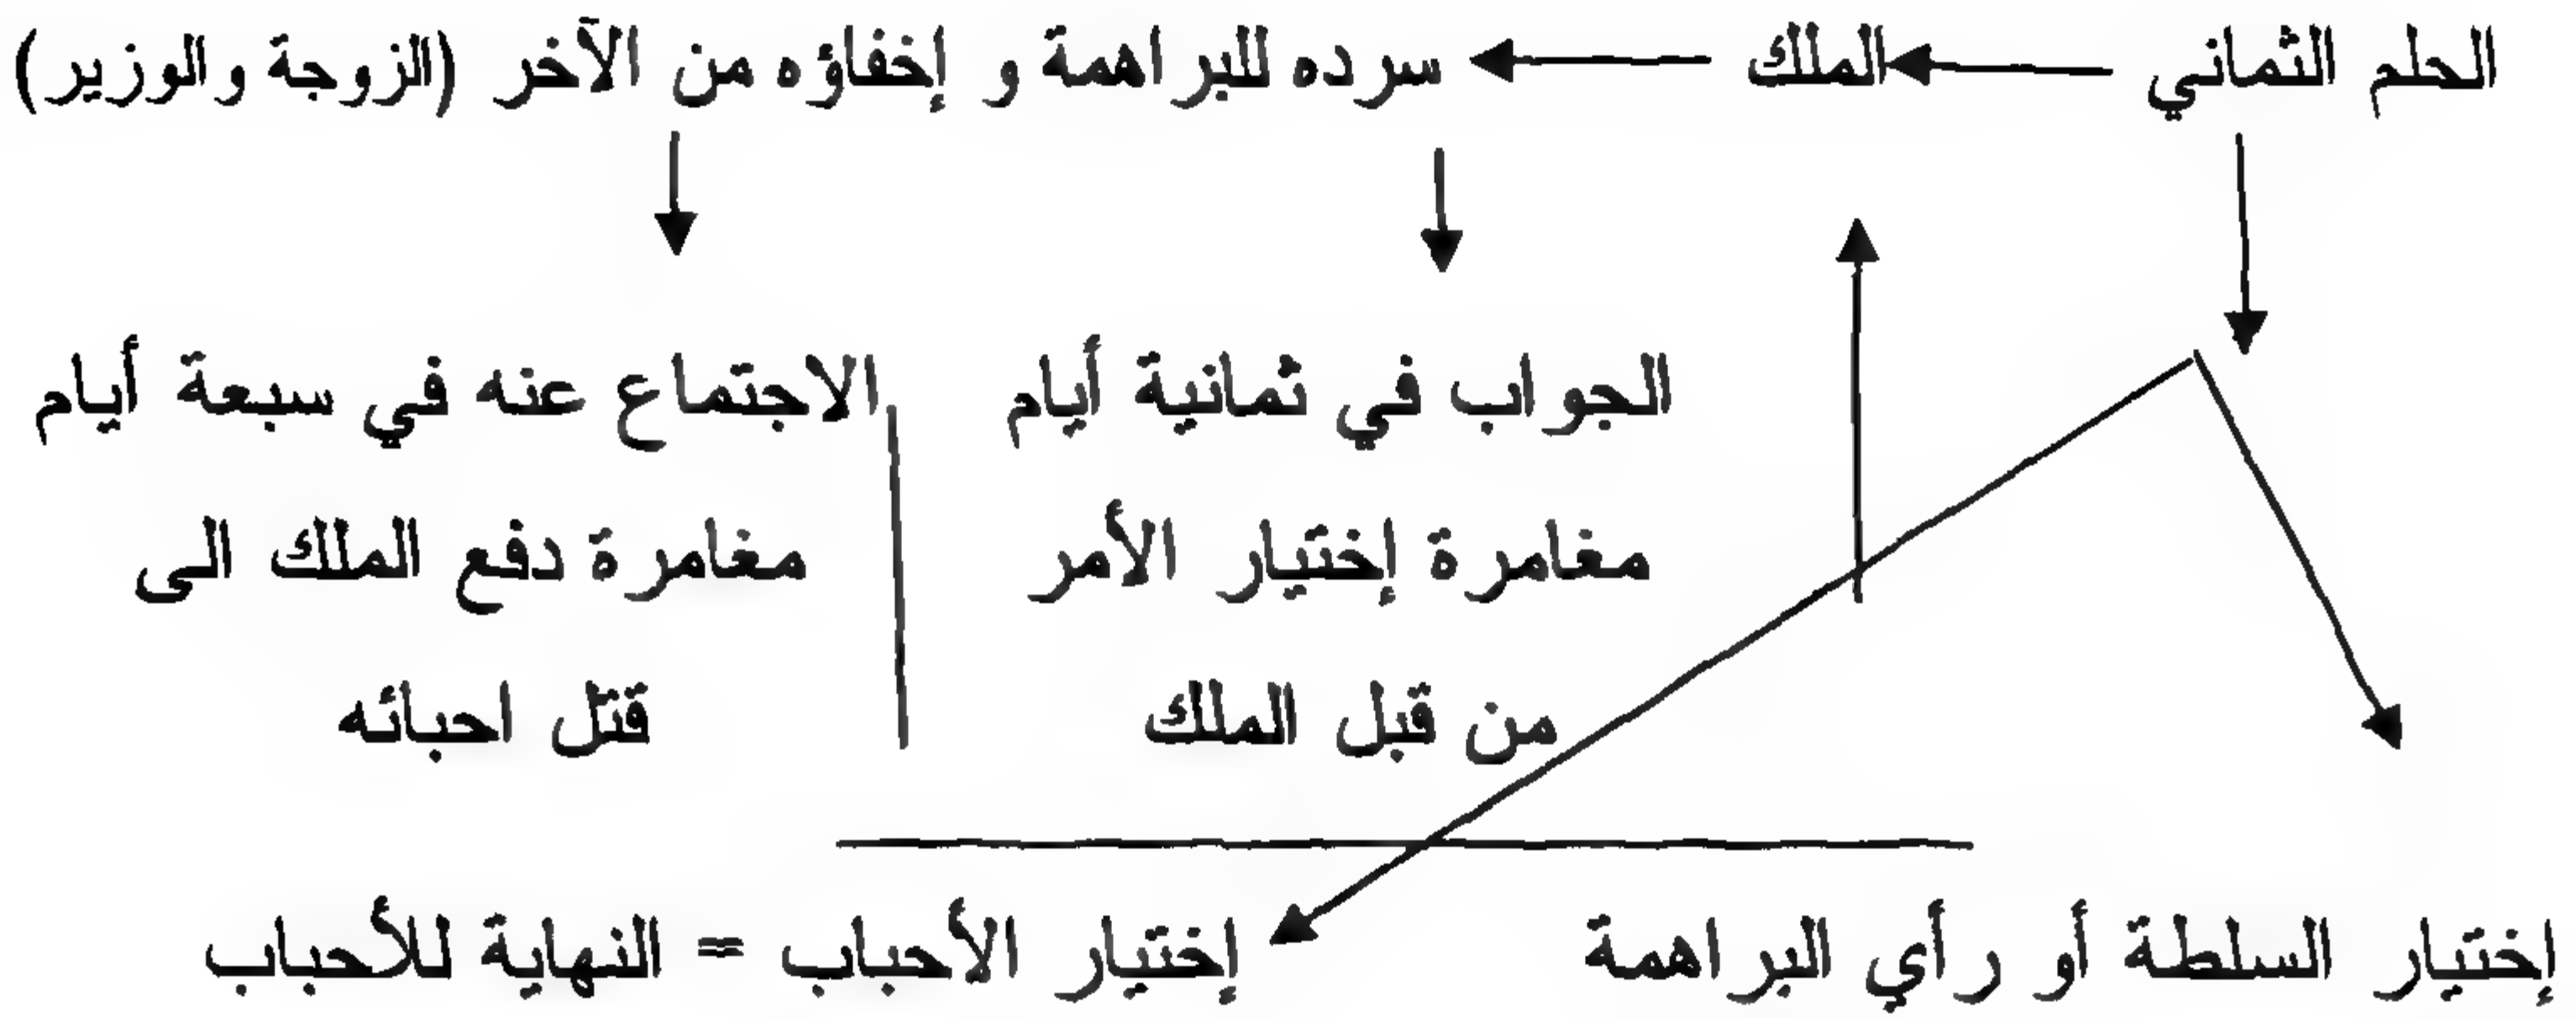 الحلم الثماني الملك سرده للبراهمة و إخفاؤه من الآخر (الزوجة والوزير)
الجواب في ثمانية أيام
مغامرة إختيار الأمر
من قبل الملك
الاجتماع عنه في سبعة أيام
مغامرة دفع الملك الى
قتل احبائه
إختيار السلطة أو رأي البراهمة
إختيار الأحباب = النهاية للأحباب